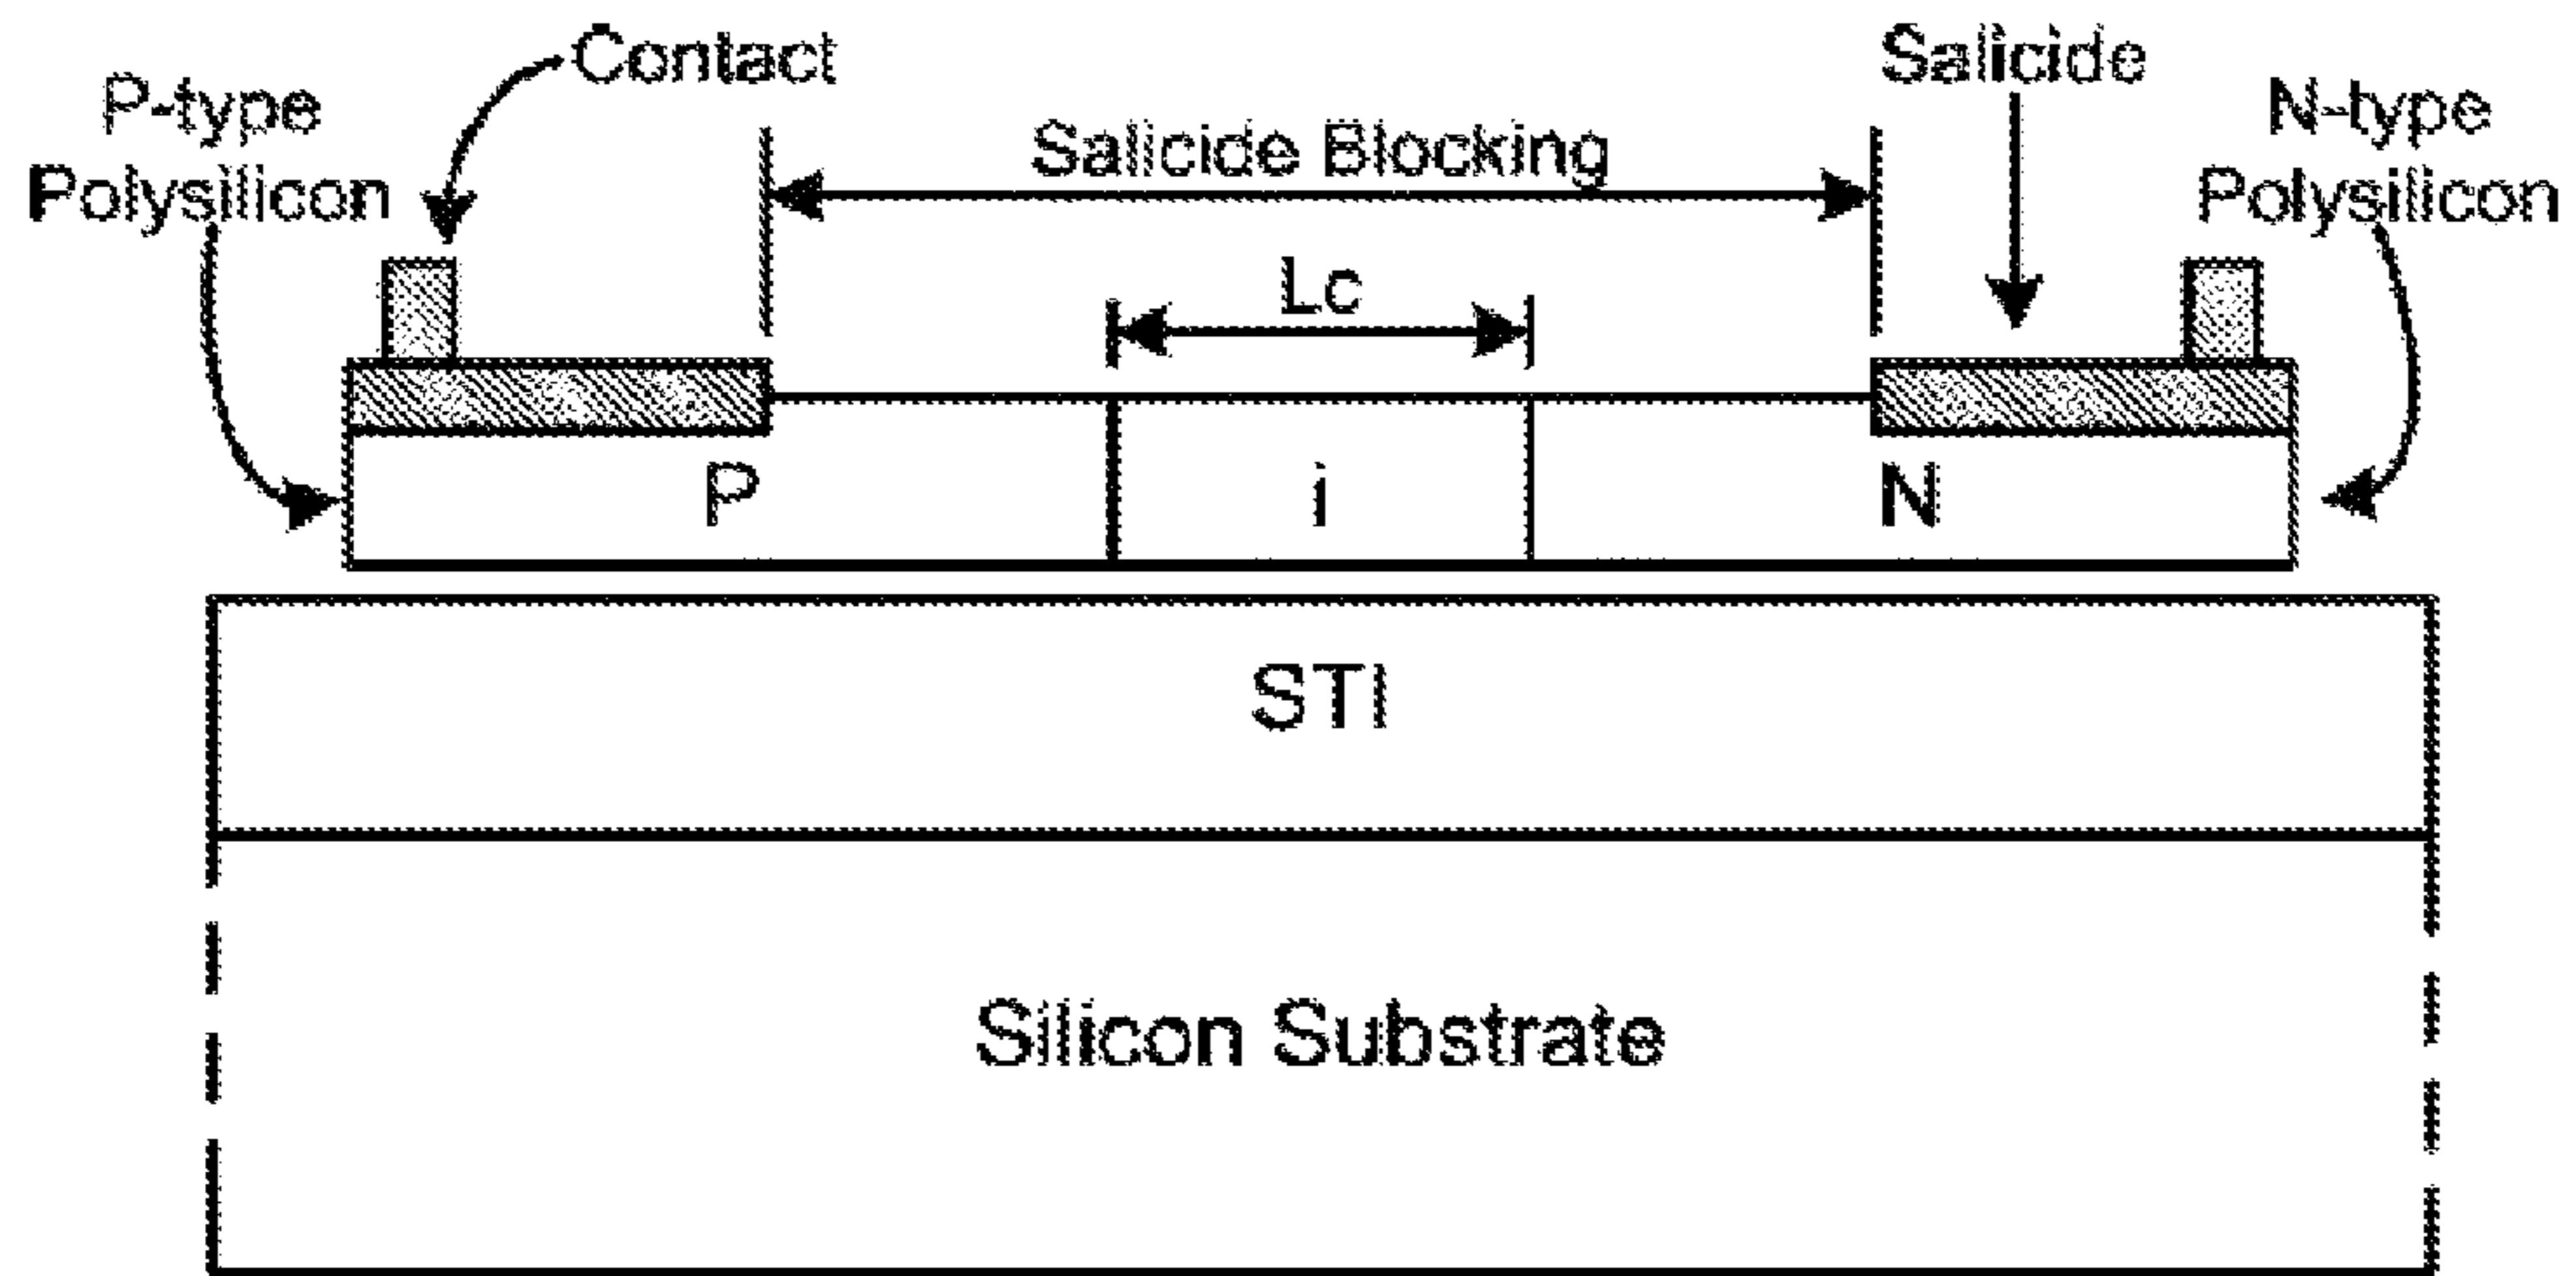 Contact
Salicide
P-type
Polysilicon
Salicide Blocking
N-type
Polysilicon
Lc
P
i
N
STI
Silicon Substrate